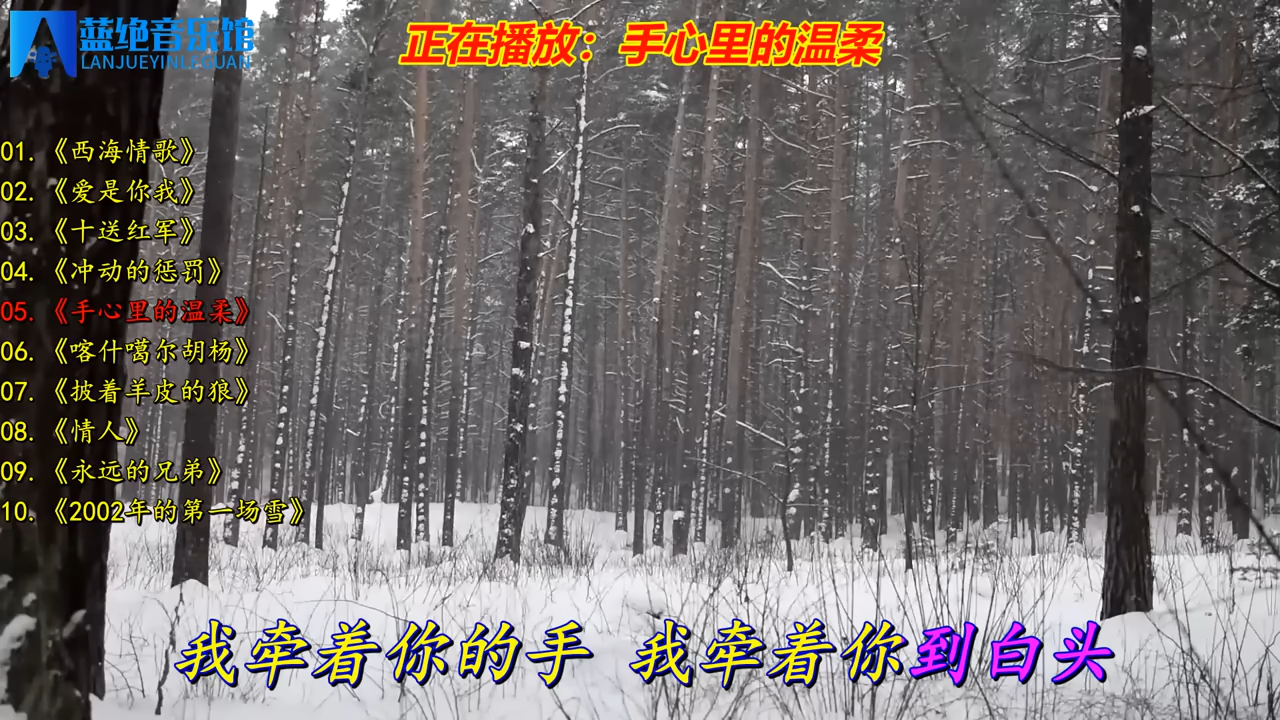 蓝绝音乐馆
LANJUEYINLEGUAN
正在播放：手心里的温柔
01.《西海情歌》
02.《爱是你我》
03.《十送红军》
04.《冲动的惩罚》
05.《手心里的温柔》
06.《喀什噶尔胡杨》
07.《披着羊皮的狼》
08.《情人》
09.《永远的兄弟》
10.《2002年的第一场雪》
我牵着你的手 我牵着你到白头